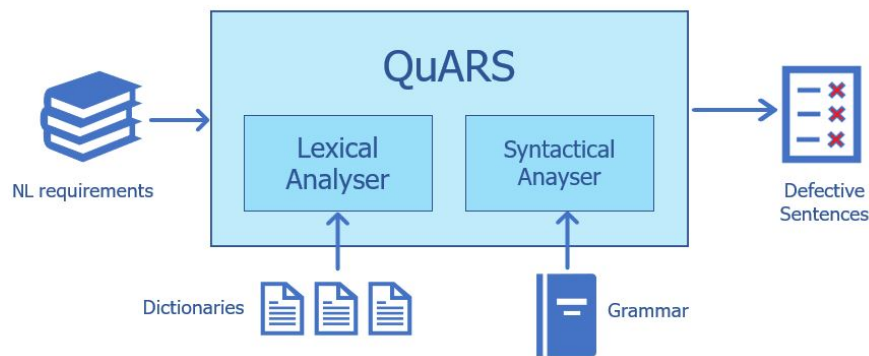 QuARS
Lexical
Analyser
Syntactical
Anayser
NL requirements
Defective
Sentences
Dictionaries
Grammar